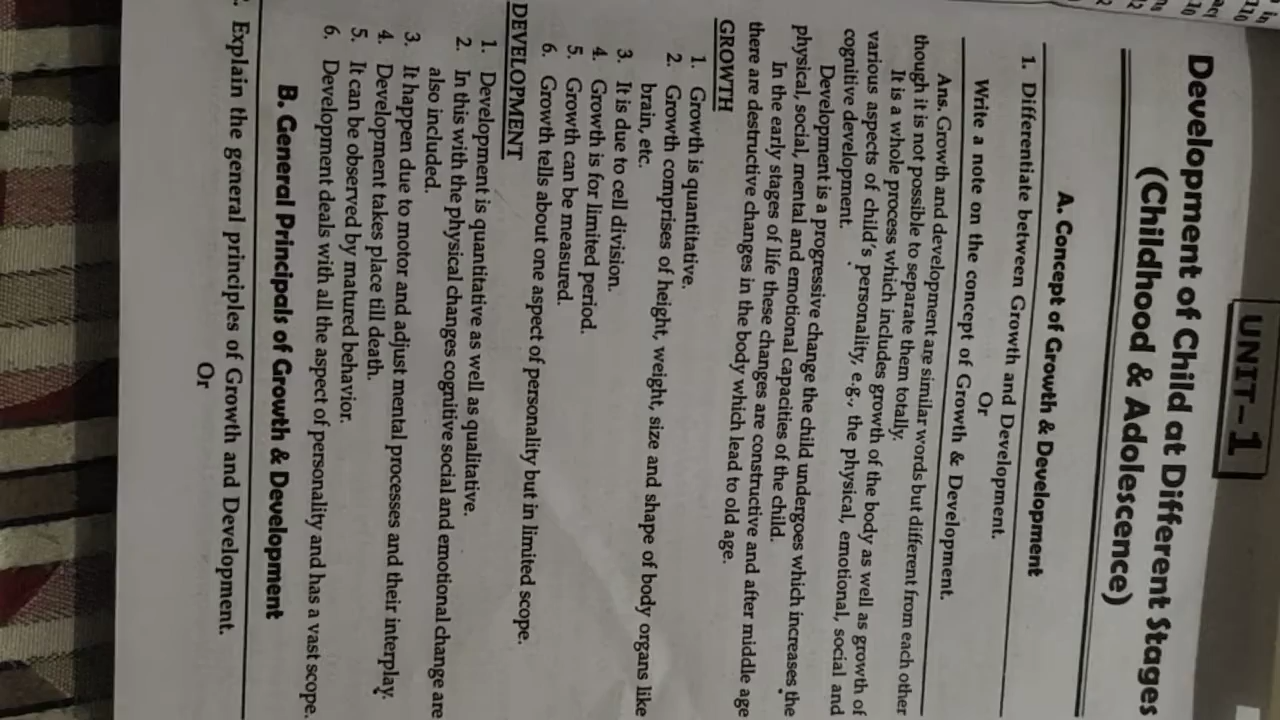 UNIT-1
Development of Child at Different Stages
(Childhood & Adolescence)
A. Concept of Growth & Development
1. Differentiate between Growth and Development.
Or
Write a note on the concept of Growth & Development.
Ans. Growth and development are similar words but different from each other
though it is not possible to separate them totally.
It is a whole process which includes growth of the body as well as growth of
various aspects of child's personality, e.g., the physical, emotional, social and
cognitive development.
Development is a progressive change the child undergoes which increases the
physical, social, mental and emotional capacities of the child.
In the early stages of life these changes are constructive and after middle age
there are destructive changes in the body which lead to old age.
GROWTH
1. Growth is quantitative.
2. Growth comprises of height, weight, size and shape of body organs like
brain, etc.
3. It is due to cell division.
4. Growth is for limited period.
5. Growth can be measured.
6. Growth tells about one aspect of personality but in limited scope.
DEVELOPMENT
1. Development is quantitative as well as qualitative.
2. In this with the physical changes cognitive social and emotional change are
also included.
3. It happen due to motor and adjust mental processes and their interplay.
4. Development takes place till death.
5. It can be observed by matured behavior.
6. Development deals with all the aspect of personality and has a vast scope.
B. General Principals of Growth & Development
Explain the general principles of Growth and Development.
Or